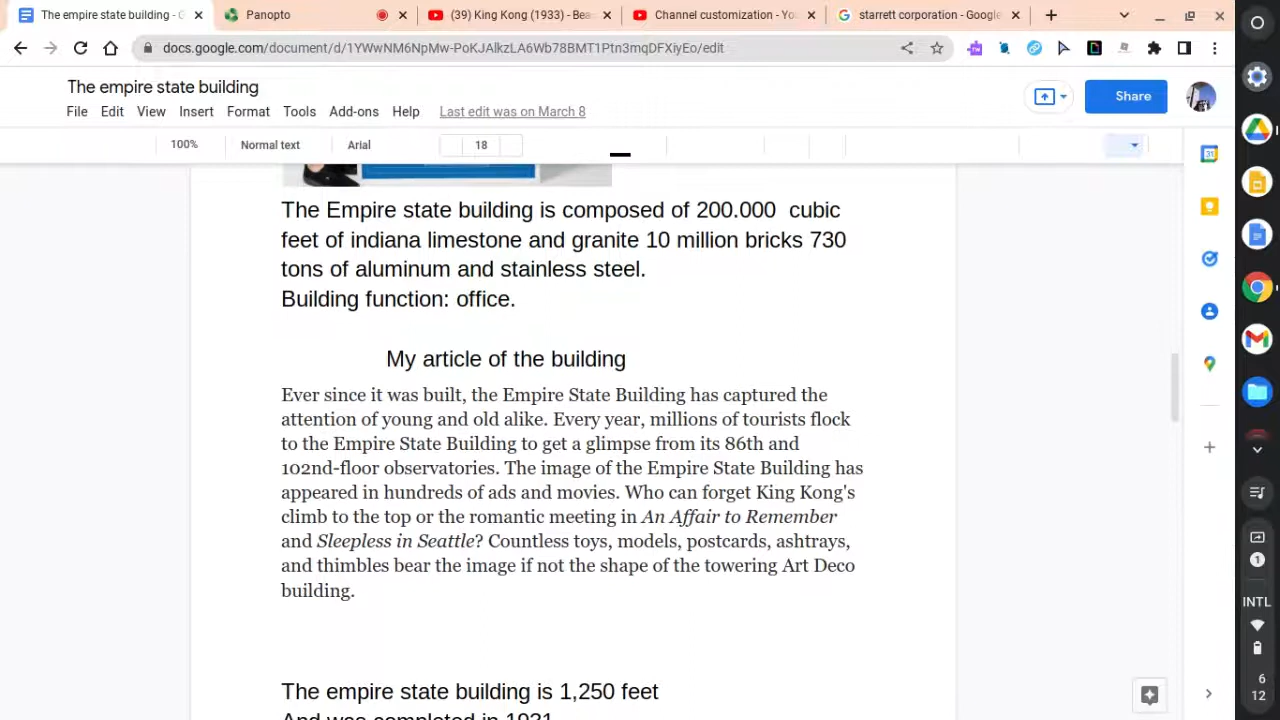 The empire state building - G
Panopto
(39) King Kong (1933) - Bea
Channel customization - You
starrett corporation - Google
docs.google.com/document/d/1YWwNM6NpMw-PoKJAlkzLA6Wb78BMT1Ptn3mqDFXiyEo/edit
The empire state building
File Edit View Insert Format Tools Add-ons Help Last edit was on March 8
Share
100% Normal text Arial 18
The Empire state building is composed of 200.000 cubic
feet of indiana limestone and granite 10 million bricks 730
tons of aluminum and stainless steel.
Building function: office.
My article of the building
Ever since it was built, the Empire State Building has captured the
attention of young and old alike. Every year, millions of tourists flock
to the Empire State Building to get a glimpse from its 86th and
102nd-floor observatories. The image of the Empire State Building has
appeared in hundreds of ads and movies. Who can forget King Kong's
climb to the top or the romantic meeting in An Affair to Remember
and Sleepless in Seattle? Countless toys, models, postcards, ashtrays,
and thimbles bear the image if not the shape of the towering Art Deco
building.
The empire state building is 1,250 feet
And was completed in 1931
31
1
INTL
6
12